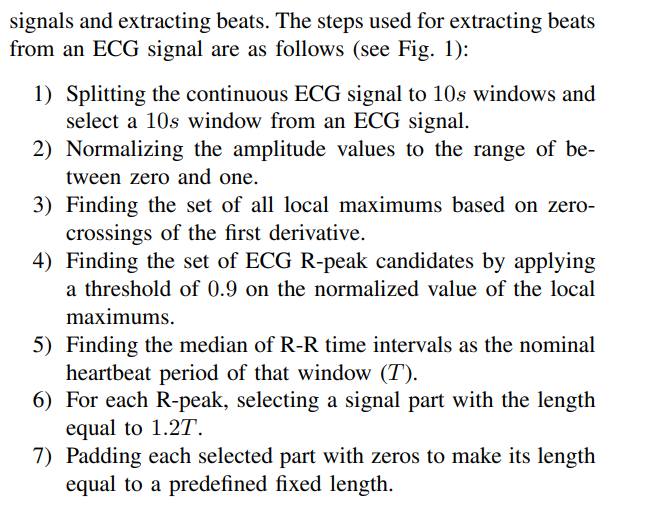 signals and extracting beats. The steps used for extracting beats
from an ECG signal are as follows (see Fig. 1):
1) Splitting the continuous ECG signal to 10s windows and
select a 10s window from an ECG signal.
2) Normalizing the amplitude values to the range of be-
tween zero and one.
3) Finding the set of all local maximums based on zero-
crossings of the first derivative.
4) Finding the set of ECG R-peak candidates by applying
a threshold of 0.9 on the normalized value of the local
maximums.
5) Finding the median of R-R time intervals as the nominal
heartbeat period of that window (T).
6) For each R-peak, selecting a signal part with the length
equal to 1.2T.
7) Padding each selected part with zeros to make its length
equal to a predefined fixed length.